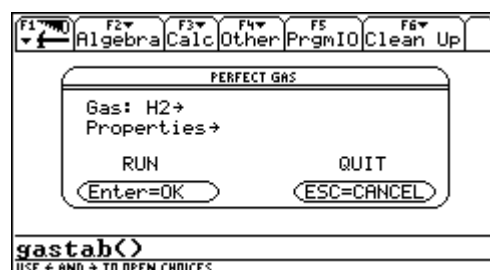 F1 F2 F3 F4 F5 F6
Algebra Calc Other PrgmIO Clean Up
PERFECT GAS
Gas: H2→
Properties→
RUN QUIT
Enter=OK ESC=CANCEL
gastab()
USE ← AND → TO OPEN CHOICES